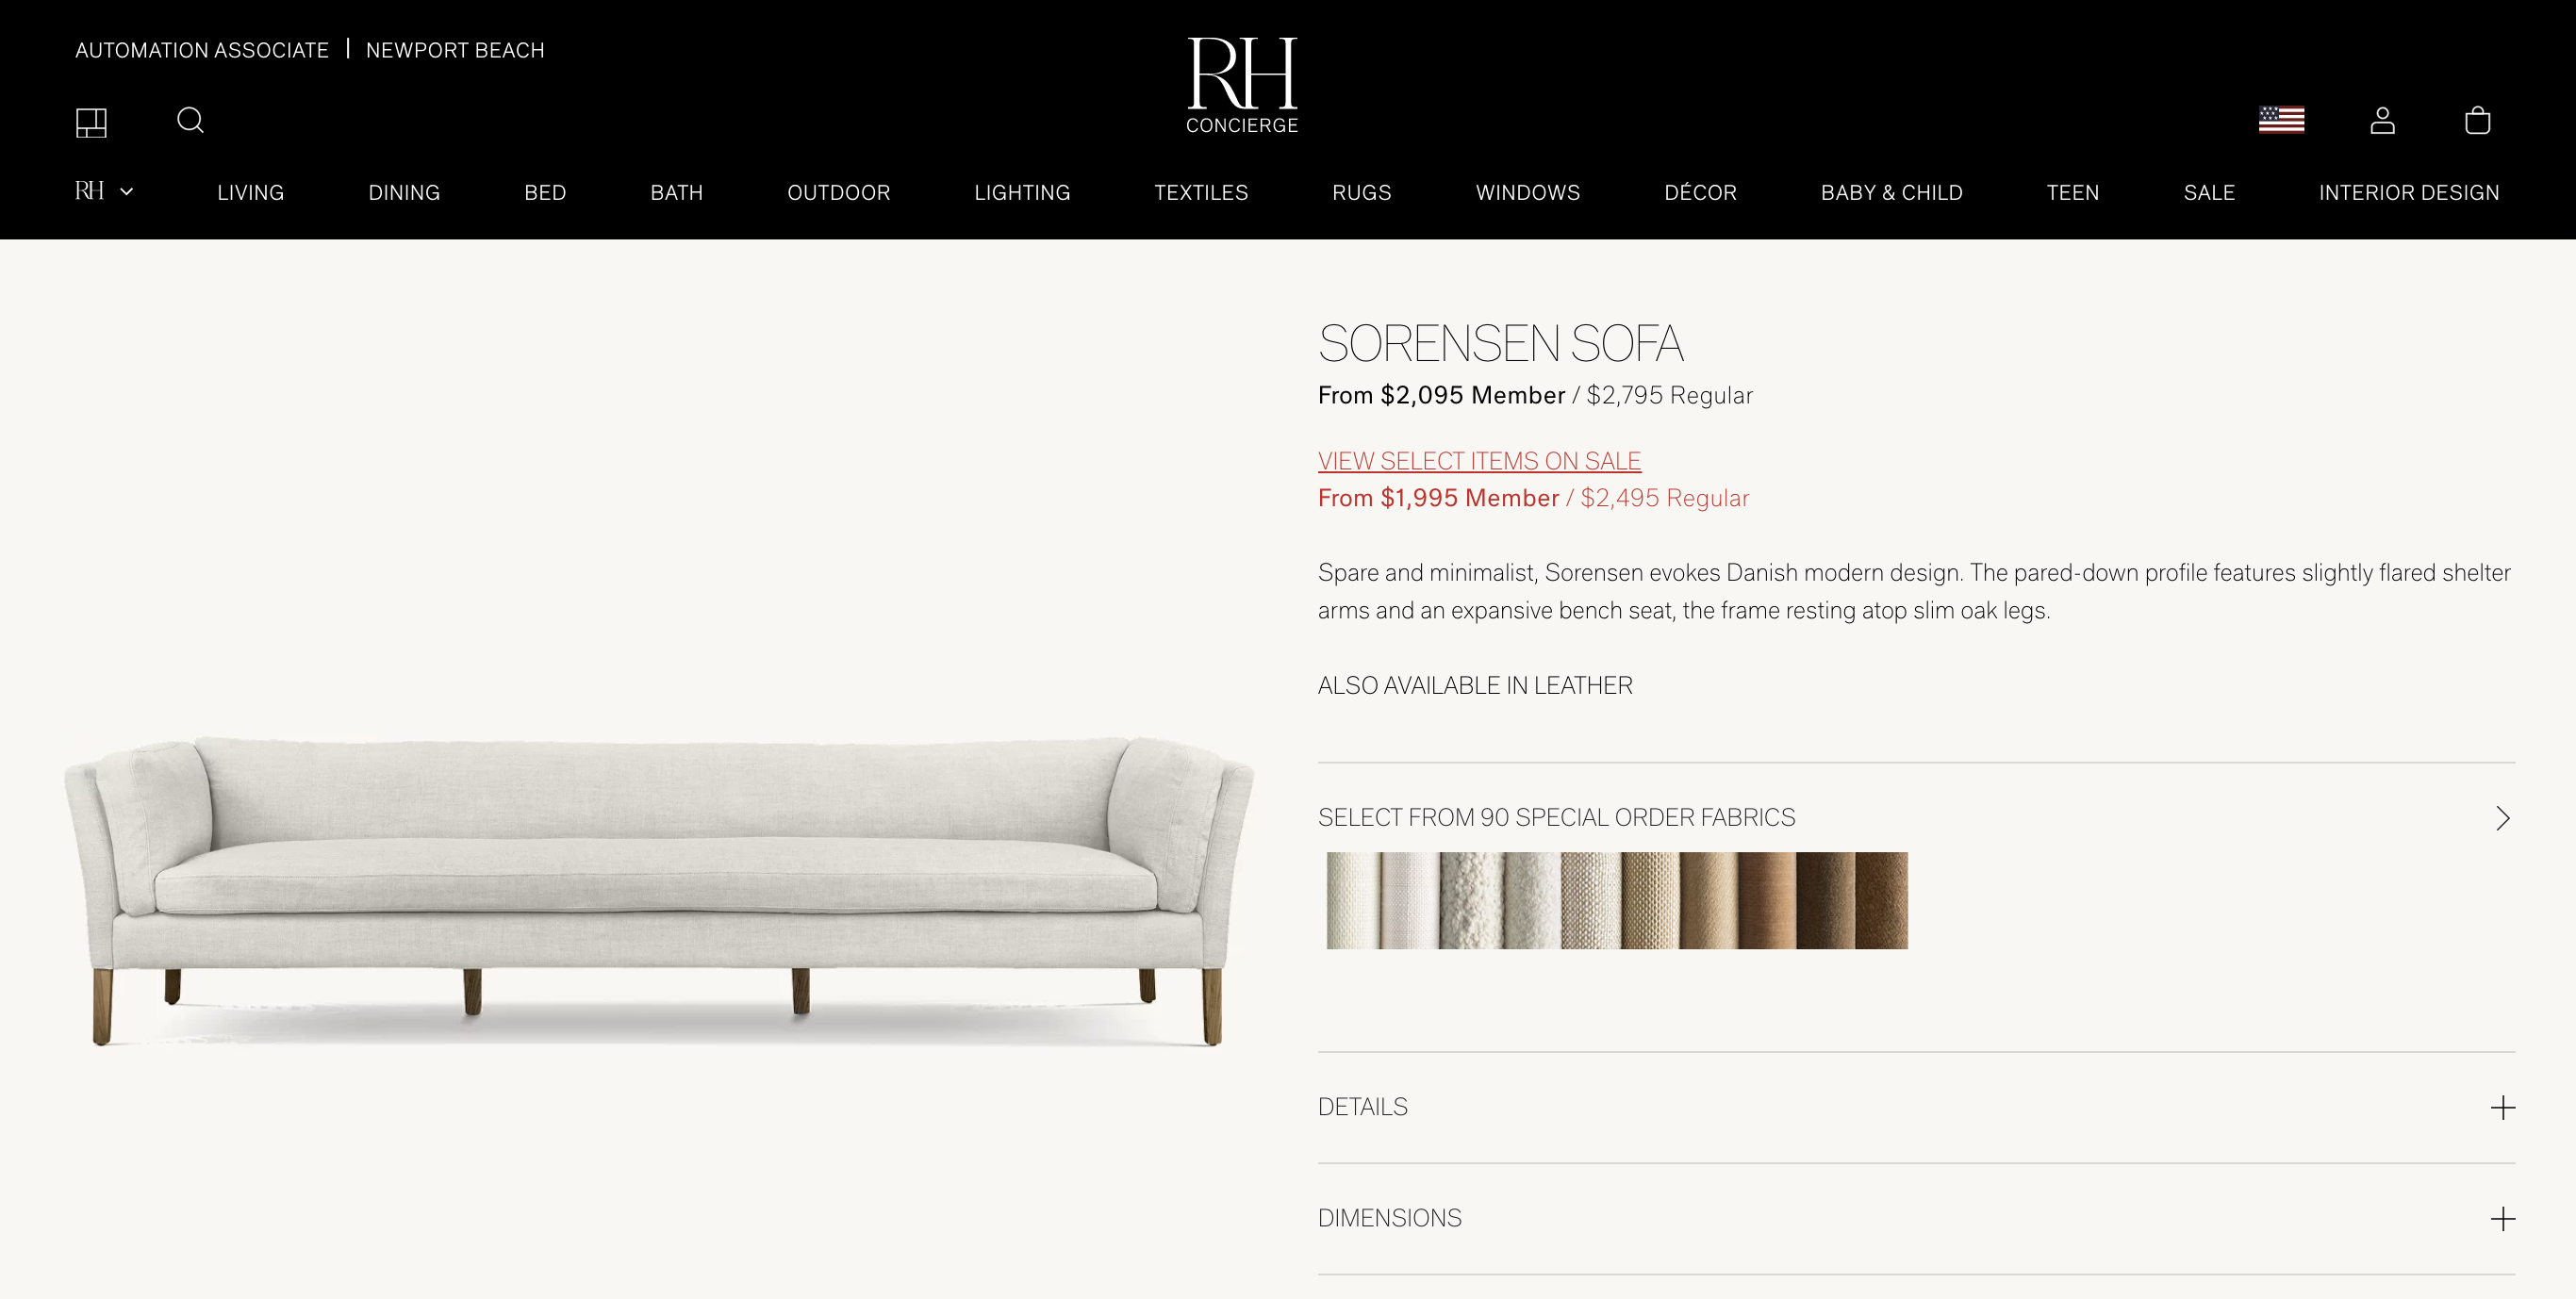 AUTOMATION ASSOCIATE | NEWPORT BEACH
RH
CONCIERGE
RH LIVING DINING BED BATH OUTDOOR LIGHTING TEXTILES RUGS WINDOWS DÉCOR BABY & CHILD TEEN SALE INTERIOR DESIGN
SORENSEN SOFA
From $2,095 Member / $2,795 Regular
VIEW SELECT ITEMS ON SALE
From $1,995 Member / $2,495 Regular
Spare and minimalist, Sorensen evokes Danish modern design. The pared-down profile features slightly flared shelter
arms and an expansive bench seat, the frame resting atop slim oak legs.
ALSO AVAILABLE IN LEATHER
SELECT FROM 90 SPECIAL ORDER FABRICS
DETAILS
DIMENSIONS